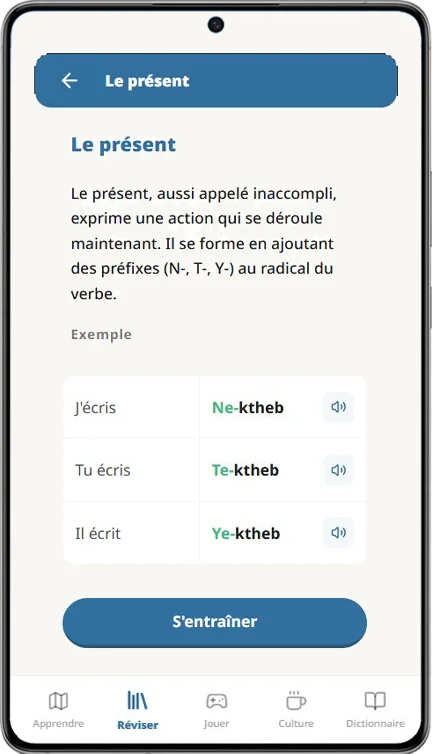 Le présent
Le présent
Le présent, aussi appelé inaccompli,
exprime une action qui se déroule
maintenant. Il se forme en ajoutant
des préfixes (N-, T-, Y-) au radical du
verbe.
Exemple
J'écris Ne-ktheb
Tu écris Te-ktheb
Il écrit Ye-ktheb
S'entraîner
Apprendre Réviser Jouer Culture Dictionnaire